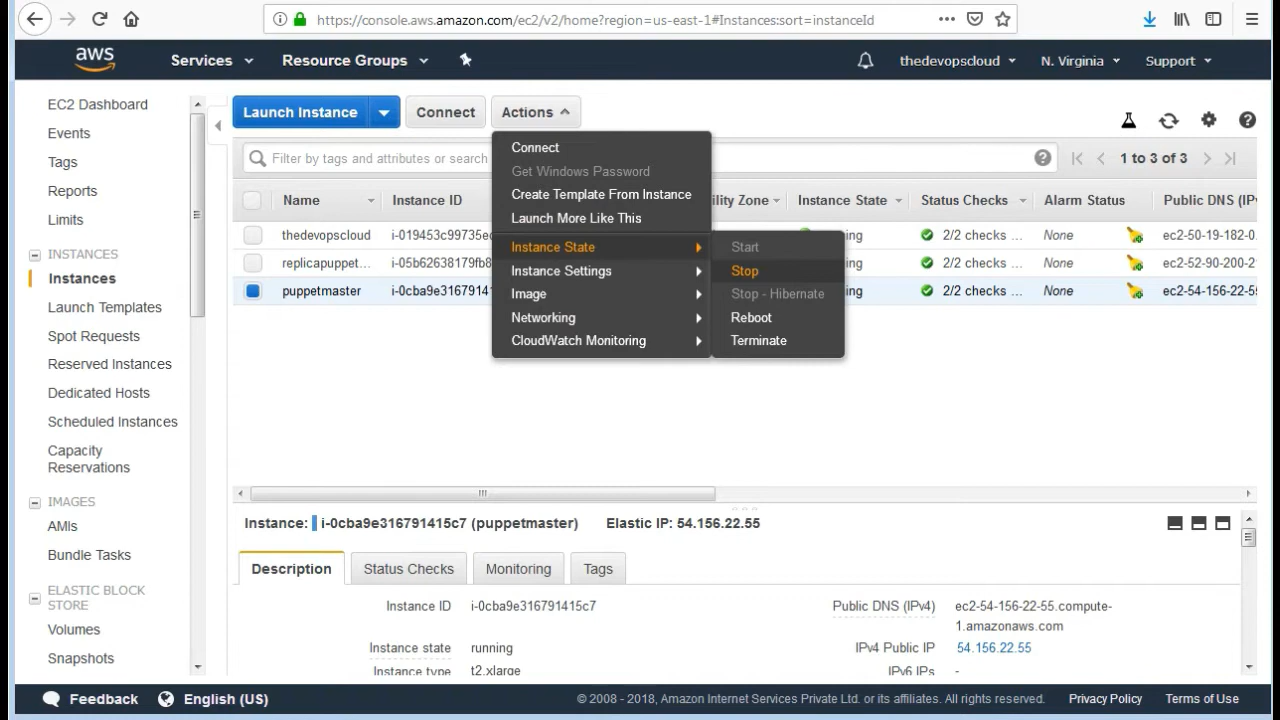 https://console.aws.amazon.com/ec2/v2/home?region=us-east-1#Instances:sort=instanceId
aws Services Resource Groups thedevopscloud N. Virginia Support
EC2 Dashboard
Events
Tags
Reports
Limits
INSTANCES
Instances
Launch Templates
Spot Requests
Reserved Instances
Dedicated Hosts
Scheduled Instances
Capacity
Reservations
IMAGES
AMIs
Bundle Tasks
ELASTIC BLOCK
STORE
Volumes
Snapshots
Launch Instance Connect Actions
Filter by tags and attributes or search 1 to 3 of 3
Name Instance ID Zone Instance State Status Checks Alarm Status Public DNS (IPv
thedevopscloud i-019453c99735e 2/2 checks ... None ec2-50-19-182-0.
replicapuppet... i-05b62638179fb8 2/2 checks ... None ec2-52-90-200-2
puppetmaster i-0cba9e31679141 2/2 checks ... None ec2-54-156-22-5
Connect
Get Windows Password
Create Template From Instance
Launch More Like This
Instance State
Instance Settings
Image
Networking
CloudWatch Monitoring
Start
Stop
Stop - Hibernate
Reboot
Terminate
Instance: i-0cba9e316791415c7 (puppetmaster) Elastic IP: 54.156.22.55
Description Status Checks Monitoring Tags
Instance ID i-0cba9e316791415c7 Public DNS (IPv4) ec2-54-156-22-55.compute-
1.amazonaws.com
Instance state running IPv4 Public IP 54.156.22.55
Instance type t2.xlarge IPv6 IPs -
Feedback English (US) © 2008 - 2018, Amazon Internet Services Private Ltd. or its affiliates. All rights reserved. Privacy Policy Terms of Use